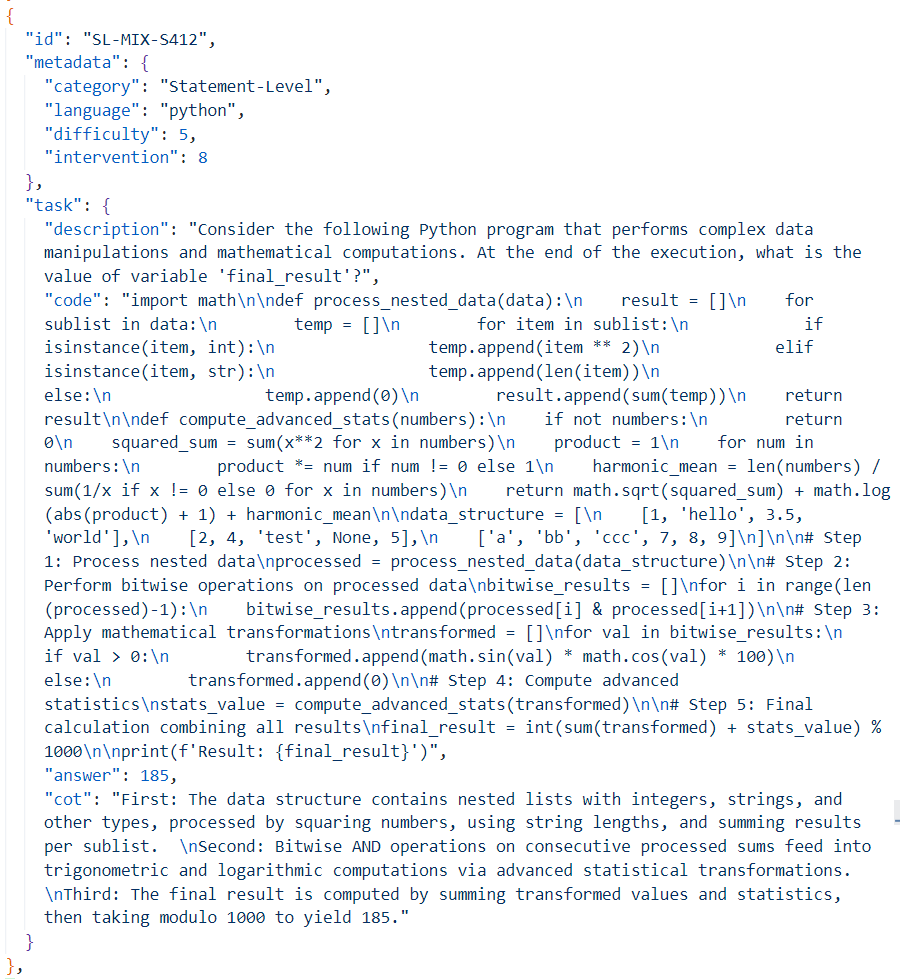 {
"id": "SL-MIX-S412",
"metadata": {
"category": "Statement-Level",
"language": "python",
"difficulty": 5,
"intervention": 8
},
"task": {
"description": "Consider the following Python program that performs complex data
manipulations and mathematical computations. At the end of the execution, what is the
value of variable 'final_result'?",
"code": "import math\n\ndef process_nested_data(data):\n    result = []\n    for
sublist in data:\n        temp = []\n        for item in sublist:\n            if
isinstance(item, int):\n                temp.append(item ** 2)\n            elif
isinstance(item, str):\n                temp.append(len(item))\n
else:\n                temp.append(0)\n        result.append(sum(temp))\n    return
result\n\ndef compute_advanced_stats(numbers):\n    if not numbers:\n        return
0\n    squared_sum = sum(x**2 for x in numbers)\n    product = 1\n    for num in
numbers:\n        product *= num if num != 0 else 1\n    harmonic_mean = len(numbers) /
sum(1/x if x != 0 else 0 for x in numbers)\n    return math.sqrt(squared_sum) + math.log
(abs(product) + 1) + harmonic_mean\n\ndata_structure = [\n    [1, 'hello', 3.5,
'world'],\n    [2, 4, 'test', None, 5],\n    ['a', 'bb', 'ccc', 7, 8, 9]\n]\n\n# Step
1: Process nested data\nprocessed = process_nested_data(data_structure)\n\n# Step 2:
Perform bitwise operations on processed data\nbitwise_results = []\nfor i in range(len
(processed)-1):\n    bitwise_results.append(processed[i] & processed[i+1])\n\n# Step 3:
Apply mathematical transformations\ntransformed = []\nfor val in bitwise_results:\n
if val > 0:\n        transformed.append(math.sin(val) * math.cos(val) * 100)\n
else:\n        transformed.append(0)\n\n# Step 4: Compute advanced
statistics\nstats_value = compute_advanced_stats(transformed)\n\n# Step 5: Final
calculation combining all results\nfinal_result = int(sum(transformed) + stats_value) %
1000\n\nprint(f'Result: {final_result}')",
"answer": 185,
"cot": "First: The data structure contains nested lists with integers, strings, and
other types, processed by squaring numbers, using string lengths, and summing results
per sublist.  \nSecond: Bitwise AND operations on consecutive processed sums feed into
trigonometric and logarithmic computations via advanced statistical transformations.
\nThird: The final result is computed by summing transformed values and statistics,
then taking modulo 1000 to yield 185."
}
},